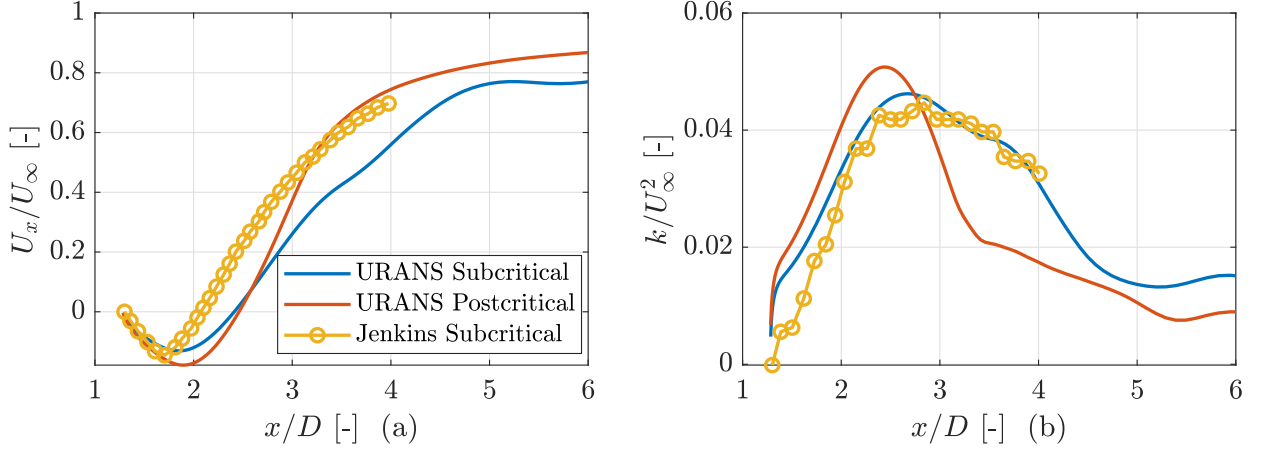 1
0.8
0.6
0.4
0.2
0
U_x/U_∞ [-]
1 2 3 4 5 6
x/D [-] (a)
URANS Subcritical
URANS Postcritical
Jenkins Subcritical
0.06
0.04
0.02
0
k/U_∞^2 [-]
1 2 3 4 5 6
x/D [-] (b)